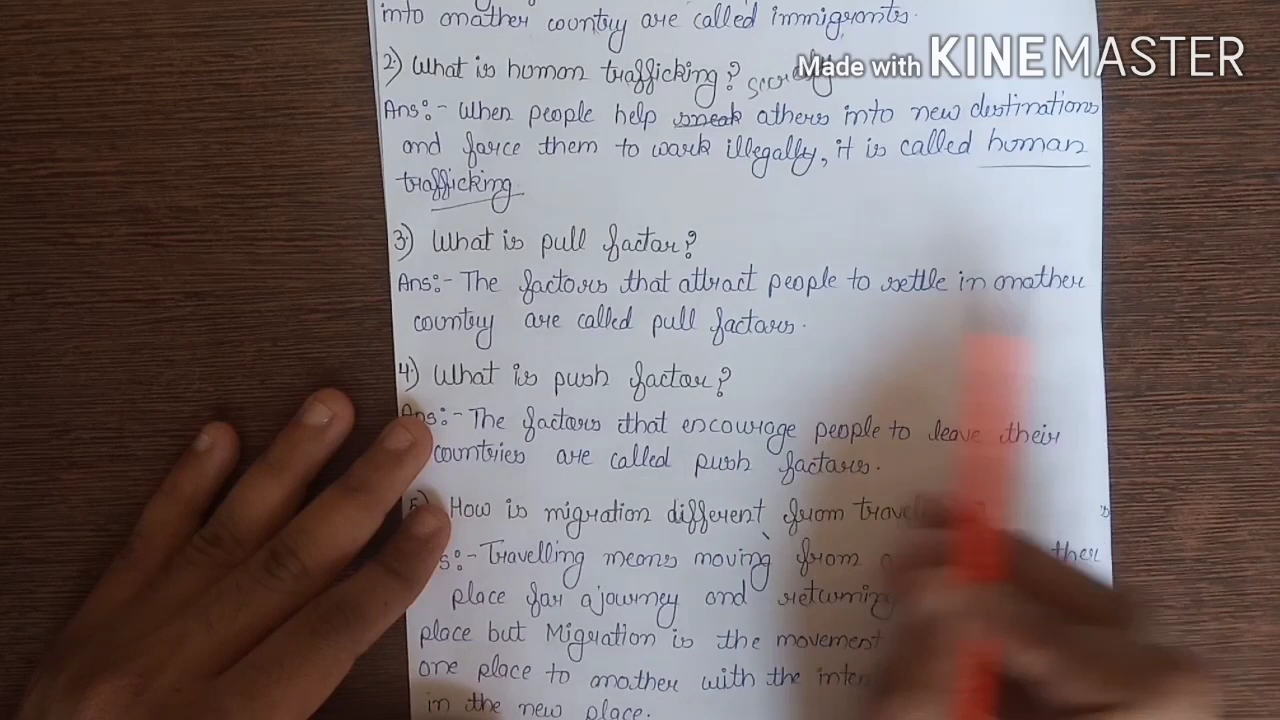 into another country are called immigrants.
Made with KINEMASTER
2) What is human trafficking?
secretly
Ans:- When people help sneak others into new destinations
and force them to work illegally, it is called human
trafficking
3) What is pull factor?
Ans:- The factors that attract people to settle in another
country are called pull factors.
4) What is push factor?
Ans:- The factors that encourage people to leave their
countries are called push factors.
5) How is migration different from
Travelling means moving from
place for a journey and returning
place but Migration is the movement
one place to another with the
in the new place.